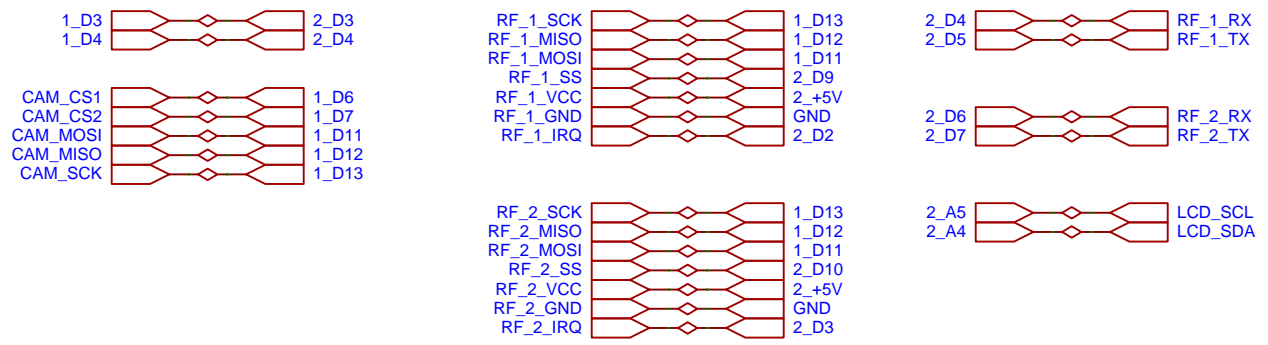 1_D3 2_D3
1_D4 2_D4
CAM_CS1 1_D6
CAM_CS2 1_D7
CAM_MOSI 1_D11
CAM_MISO 1_D12
CAM_SCK 1_D13
RF_1_SCK 1_D13
RF_1_MISO 1_D12
RF_1_MOSI 1_D11
RF_1_SS 2_D9
RF_1_VCC 2_+5V
RF_1_GND GND
RF_1_IRQ 2_D2
RF_2_SCK 1_D13
RF_2_MISO 1_D12
RF_2_MOSI 1_D11
RF_2_SS 2_D10
RF_2_VCC 2_+5V
RF_2_GND GND
RF_2_IRQ 2_D3
2_D4 RF_1_RX
2_D5 RF_1_TX
2_D6 RF_2_RX
2_D7 RF_2_TX
2_A5 LCD_SCL
2_A4 LCD_SDA